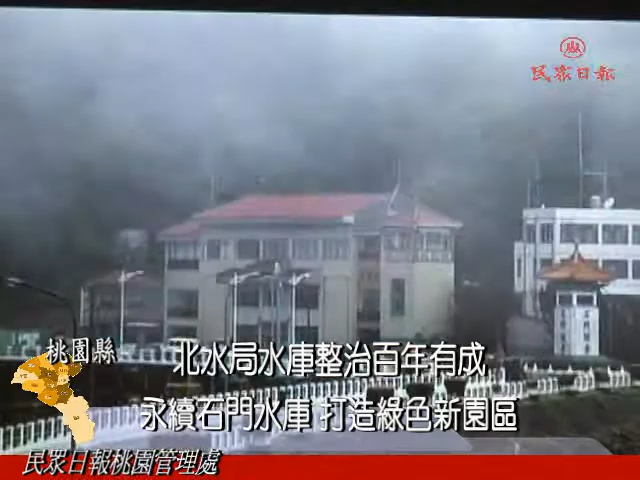 民眾日報
桃園縣
北水局水庫整治百年有成
永續石門水庫 打造綠色新園區
民眾日報桃園管理處